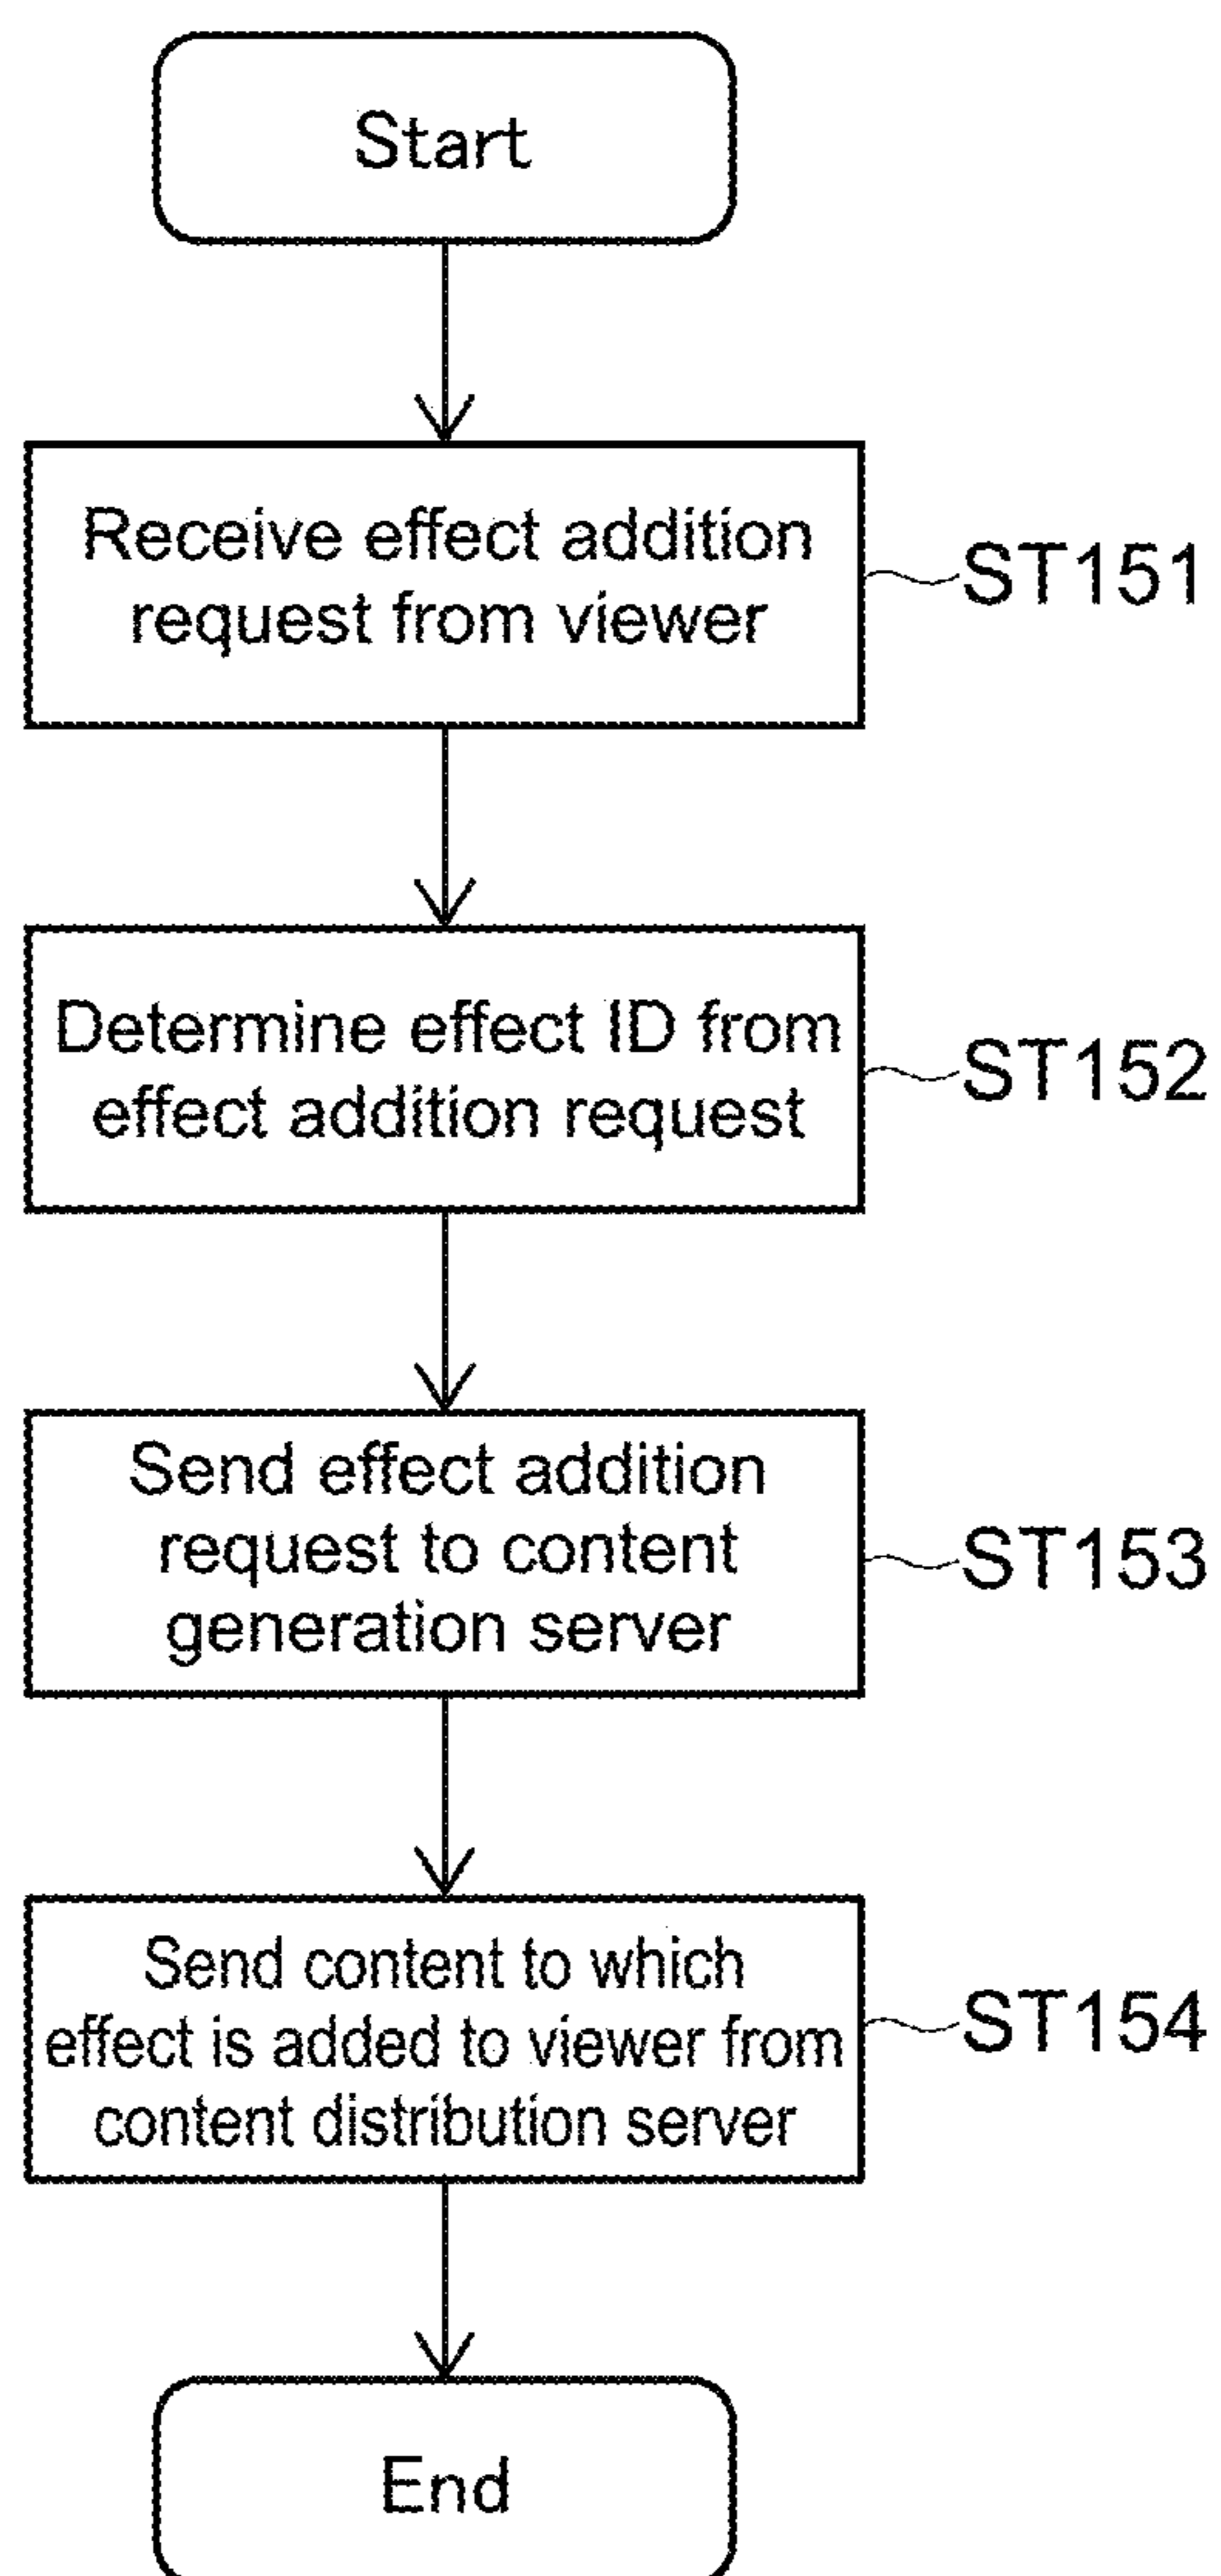 Start
Receive effect addition
request from viewer
ST151
Determine effect ID from
effect addition request
ST152
Send effect addition
request to content
generation server
ST153
Send content to which
effect is added to viewer from
content distribution server
ST154
End